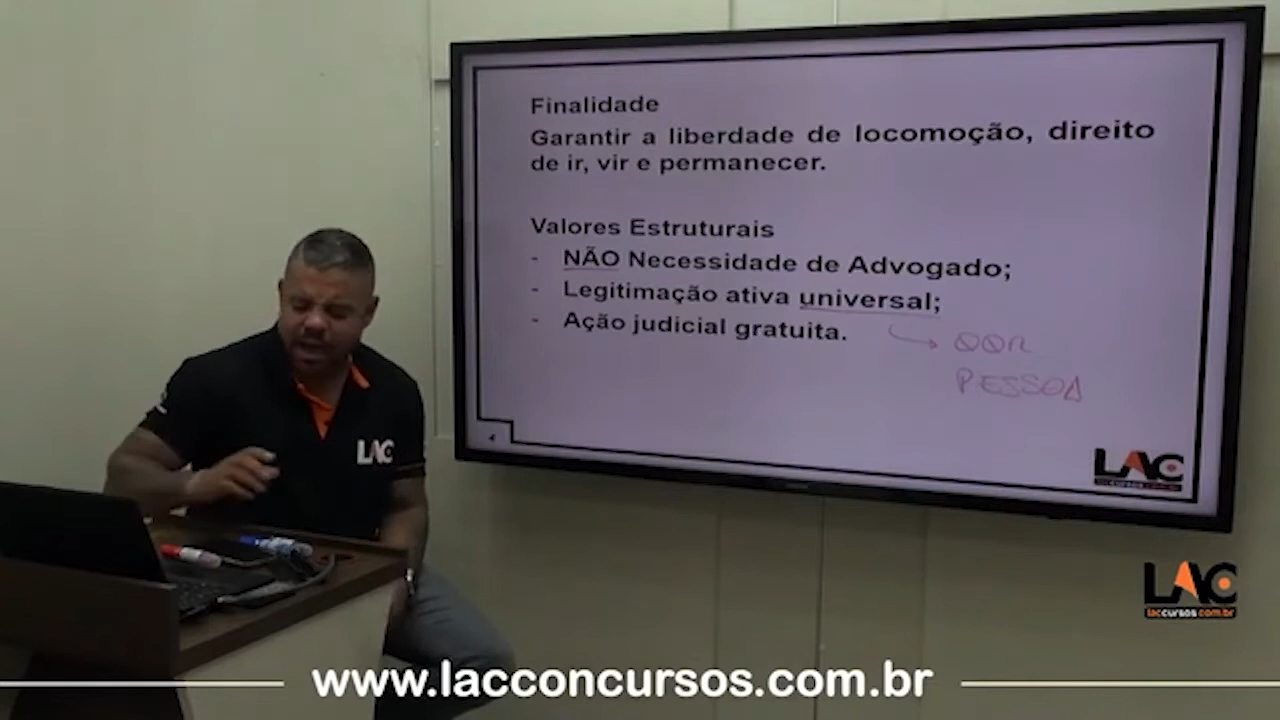 Finalidade
Garantir a liberdade de locomoção, direito
de ir, vir e permanecer.
Valores Estruturais
- NÃO Necessidade de Advogado;
- Legitimação ativa universal;
- Ação judicial gratuita.
QQR
PESSOA
4
LAC
LAC
LAC
laccursos.com.br
www.lacconcursos.com.br